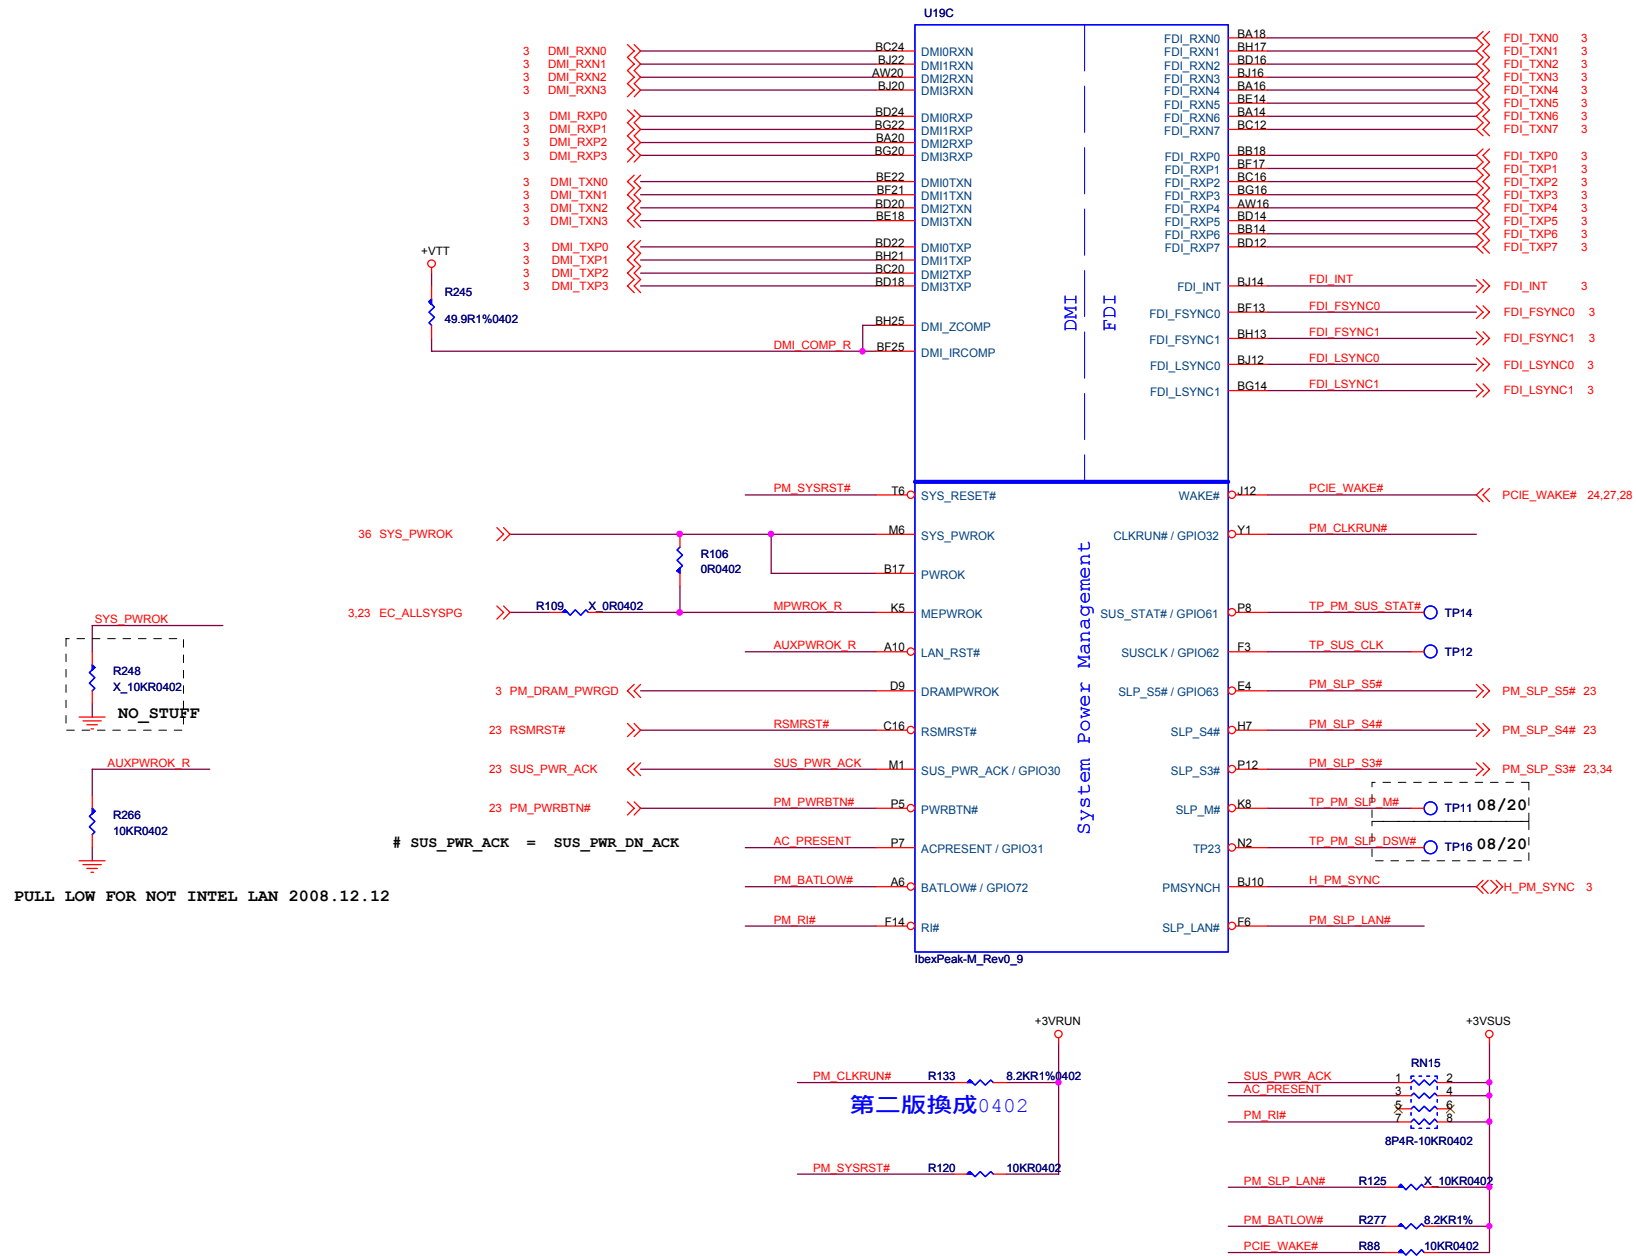 U19C
3 DMI_RXN0 BC24 DMI0RXN
3 DMI_RXN1 BJ22 DMI1RXN
3 DMI_RXN2 AW20 DMI2RXN
3 DMI_RXN3 BJ20 DMI3RXN
3 DMI_RXP0 BD24 DMI0RXP
3 DMI_RXP1 BG22 DMI1RXP
3 DMI_RXP2 BA20 DMI2RXP
3 DMI_RXP3 BG20 DMI3RXP
3 DMI_TXN0 BE22 DMI0TXN
3 DMI_TXN1 BF21 DMI1TXN
3 DMI_TXN2 BD20 DMI2TXN
3 DMI_TXN3 BE18 DMI3TXN
3 DMI_TXP0 BD22 DMI0TXP
3 DMI_TXP1 BH21 DMI1TXP
3 DMI_TXP2 BC20 DMI2TXP
3 DMI_TXP3 BD18 DMI3TXP
+VTT
R245
49.9R1%0402
BH25 DMI_ZCOMP
DMI_COMP_R BF25 DMI_IRCOMP
DMI
FDI
FDI_RXN0 BA18 FDI_TXN0 3
FDI_RXN1 BH17 FDI_TXN1 3
FDI_RXN2 BD16 FDI_TXN2 3
FDI_RXN3 BJ16 FDI_TXN3 3
FDI_RXN4 BA16 FDI_TXN4 3
FDI_RXN5 BE14 FDI_TXN5 3
FDI_RXN6 BA14 FDI_TXN6 3
FDI_RXN7 BC12 FDI_TXN7 3
FDI_RXP0 BB18 FDI_TXP0 3
FDI_RXP1 BF17 FDI_TXP1 3
FDI_RXP2 BC16 FDI_TXP2 3
FDI_RXP3 BG16 FDI_TXP3 3
FDI_RXP4 AW16 FDI_TXP4 3
FDI_RXP5 BD14 FDI_TXP5 3
FDI_RXP6 BB14 FDI_TXP6 3
FDI_RXP7 BD12 FDI_TXP7 3
FDI_INT BJ14 FDI_INT FDI_INT 3
FDI_FSYNC0 BF13 FDI_FSYNC0 FDI_FSYNC0 3
FDI_FSYNC1 BH13 FDI_FSYNC1 FDI_FSYNC1 3
FDI_LSYNC0 BJ12 FDI_LSYNC0 FDI_LSYNC0 3
FDI_LSYNC1 BG14 FDI_LSYNC1 FDI_LSYNC1 3
PM_SYSRST# T6 SYS_RESET#
36 SYS_PWROK M6 SYS_PWROK
R106
0R0402
B17 PWROK
3,23 EC_ALLSYSPG R109 X_0R0402 MPWROK_R K5 MEPWROK
AUXPWROK_R A10 LAN_RST#
3 PM_DRAM_PWRGD D9 DRAMPWROK
23 RSMRST# RSMRST# C16 RSMRST#
23 SUS_PWR_ACK SUS_PWR_ACK M1 SUS_PWR_ACK / GPIO30
23 PM_PWRBTN# PM_PWRBTN# P5 PWRBTN#
# SUS_PWR_ACK = SUS_PWR_DN_ACK
AC_PRESENT P7 ACPRESENT / GPIO31
PM_BATLOW# A6 BATLOW# / GPIO72
PM_RI# F14 RI#
System Power Management
WAKE# J12 PCIE_WAKE# PCIE_WAKE# 24,27,28
CLKRUN# / GPIO32 Y1 PM_CLKRUN#
SUS_STAT# / GPIO61 P8 TP_PM_SUS_STAT# TP14
SUSCLK / GPIO62 F3 TP_SUS_CLK TP12
SLP_S5# / GPIO63 E4 PM_SLP_S5# PM_SLP_S5# 23
SLP_S4# H7 PM_SLP_S4# PM_SLP_S4# 23
SLP_S3# P12 PM_SLP_S3# PM_SLP_S3# 23,34
SLP_M# K8 TP_PM_SLP_M# TP11 08/20
TP23 N2 TP_PM_SLP_DSW# TP16 08/20
PMSYNCH BJ10 H_PM_SYNC H_PM_SYNC 3
SLP_LAN# F6 PM_SLP_LAN#
IbexPeak-M_Rev0_9
SYS_PWROK
R248
X_10KR0402
NO_STUFF
AUXPWROK_R
R266
10KR0402
PULL LOW FOR NOT INTEL LAN 2008.12.12
+3VRUN
PM_CLKRUN# R133 8.2KR1%0402
第二版換成0402
PM_SYSRST# R120 10KR0402
+3VSUS
RN15
SUS_PWR_ACK 1 2
AC_PRESENT 3 4
5 6
PM_RI# 7 8
8P4R-10KR0402
PM_SLP_LAN# R125 X_10KR0402
PM_BATLOW# R277 8.2KR1%
PCIE_WAKE# R88 10KR0402